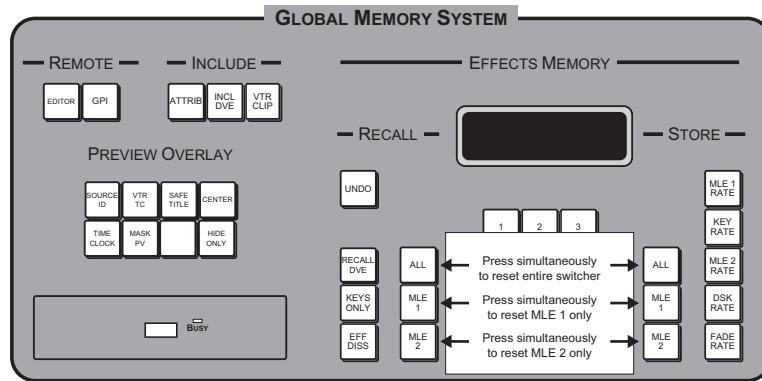 GLOBAL MEMORY SYSTEM
REMOTE
INCLUDE
EFFECTS MEMORY
EDITOR
GPI
ATTRIB
INCL
DVE
VTR
CLIP
RECALL
STORE
PREVIEW OVERLAY
UNDO
MLE 1
RATE
SOURCE
ID
VTR
TC
SAFE
TITLE
CENTER
TIME
CLOCK
MASK
PV
HIDE
ONLY
1
2
3
KEY
RATE
RECALL
DVE
ALL
Press simultaneously
to reset entire switcher
ALL
MLE 2
RATE
KEYS
ONLY
MLE
1
Press simultaneously
to reset MLE 1 only
MLE
1
DSK
RATE
BUSY
EFF
DISS
MLE
2
Press simultaneously
to reset MLE 2 only
MLE
2
FADE
RATE